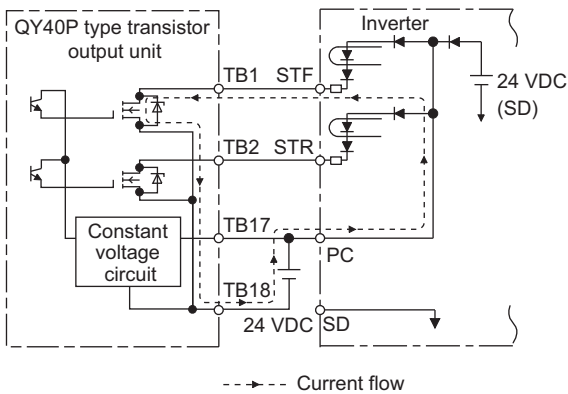 QY40P type transistor
output unit
Inverter
TB1 STF
24 VDC
(SD)
TB2 STR
TB17
Constant
voltage
circuit
PC
TB18
24 VDC SD
Current flow